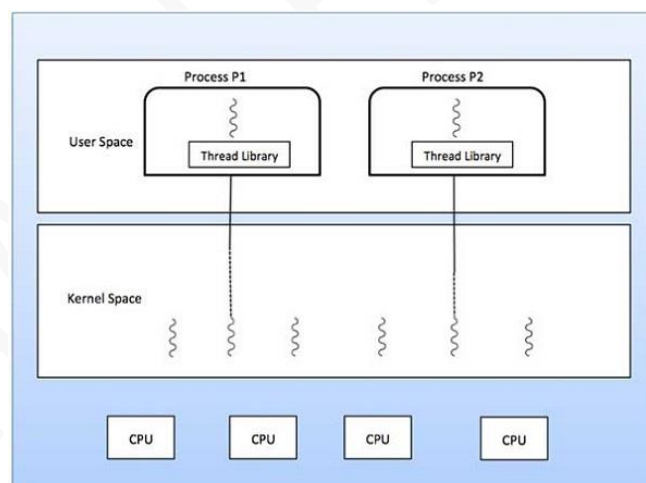 Process P1
Process P2
User Space
Thread Library
Thread Library
Kernel Space
CPU
CPU
CPU
CPU